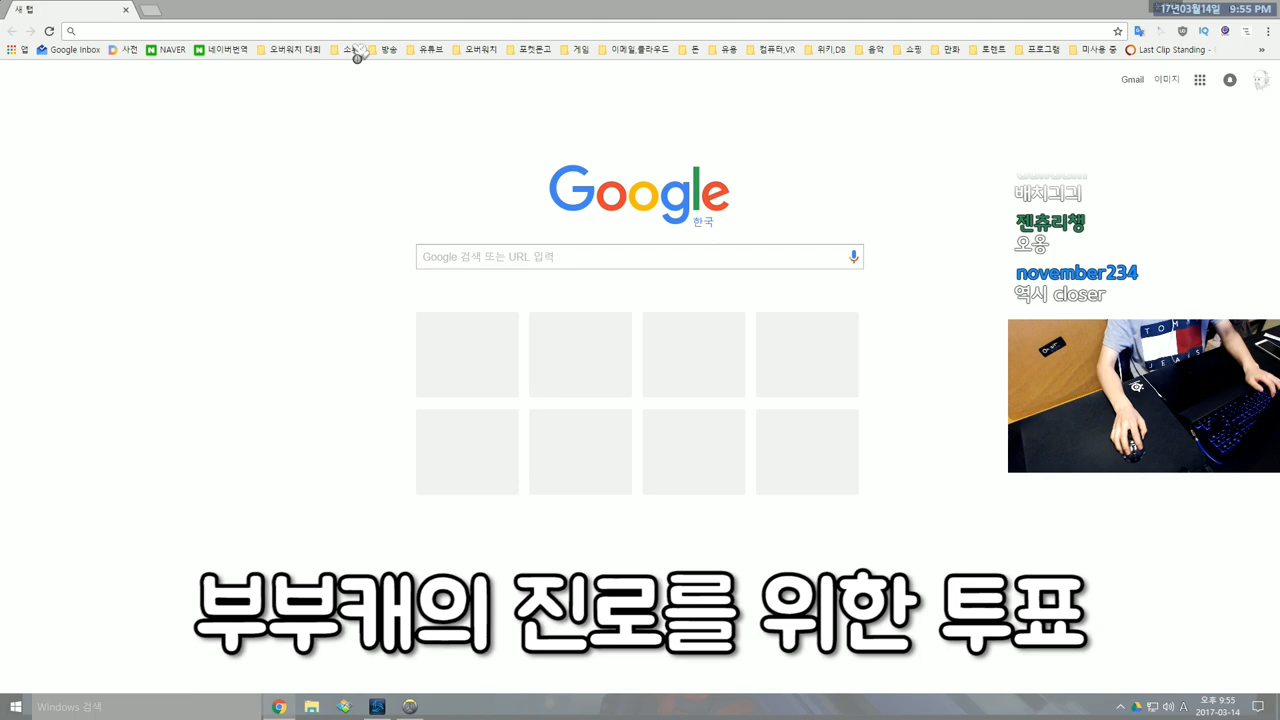 새 탭
17년03월14일 9:55 PM
앱 Google Inbox 사전 NAVER 네이버번역 오버워치 대회 방송 유튜브 오버워치 포켓몬고 게임 이메일,클라우드 돈 유용 컴퓨터,VR 위키,DB 음악 쇼핑 만화 토렌트 프로그램 미사용 중 Last Clip Standing -
Gmail 이미지
Google
한국
Google 검색 또는 URL 입력
배치긔긔
젠츄리챙
오옹
november234
역시 closer
TOMMY
JEAIS
부부캐의 진로를 위한 투표
Windows 검색
A
오후 9:55
2017-03-14